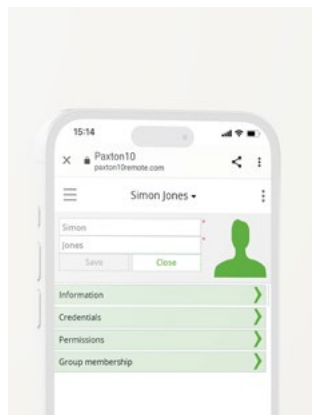 15:14
Paxton10
paxton10remote.com
Simon Jones
Simon
*
Jones
*
Save Close
Information
Credentials
Permissions
Group membership